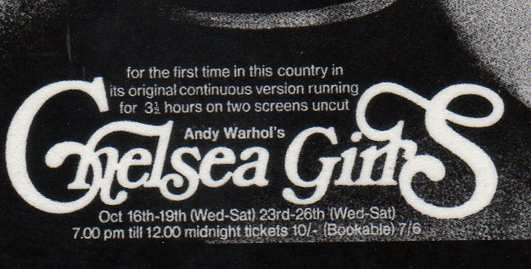 for the first time in this country in
its original continuous version running
for 3½ hours on two screens uncut
Andy Warhol's
Chelsea Girls
Oct 16th-19th (Wed-Sat) 23rd-26th (Wed-Sat)
7.00 pm till 12.00 midnight tickets 10/- (Bookable) 7/6